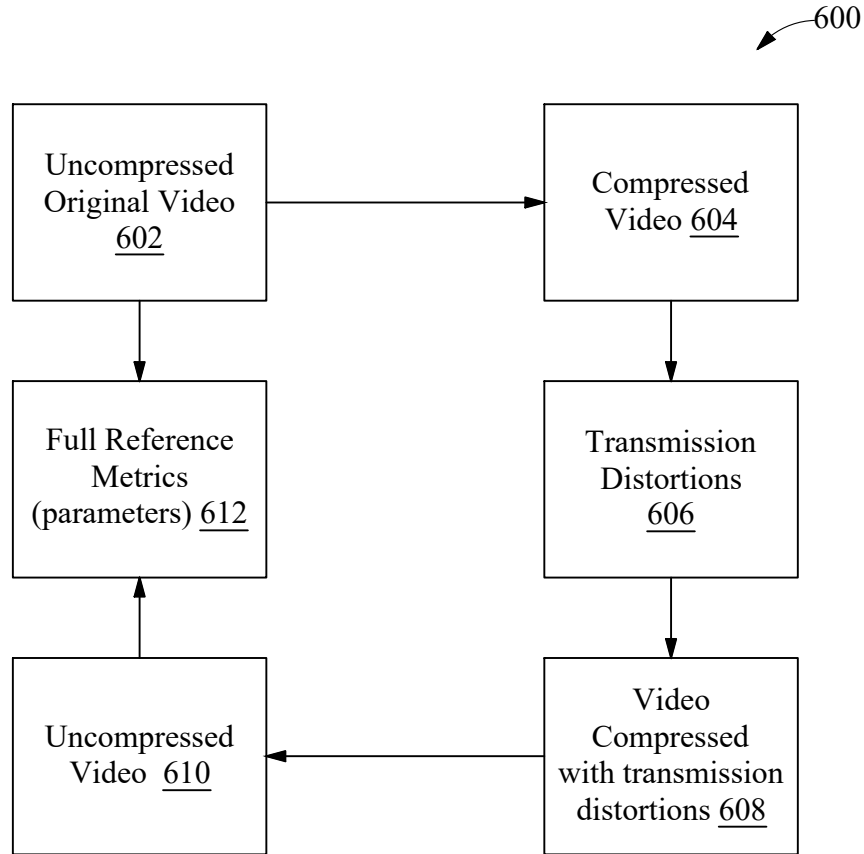 600
Uncompressed
Original Video
602
Compressed
Video 604
Full Reference
Metrics
(parameters) 612
Transmission
Distortions
606
Uncompressed
Video 610
Video
Compressed
with transmission
distortions 608